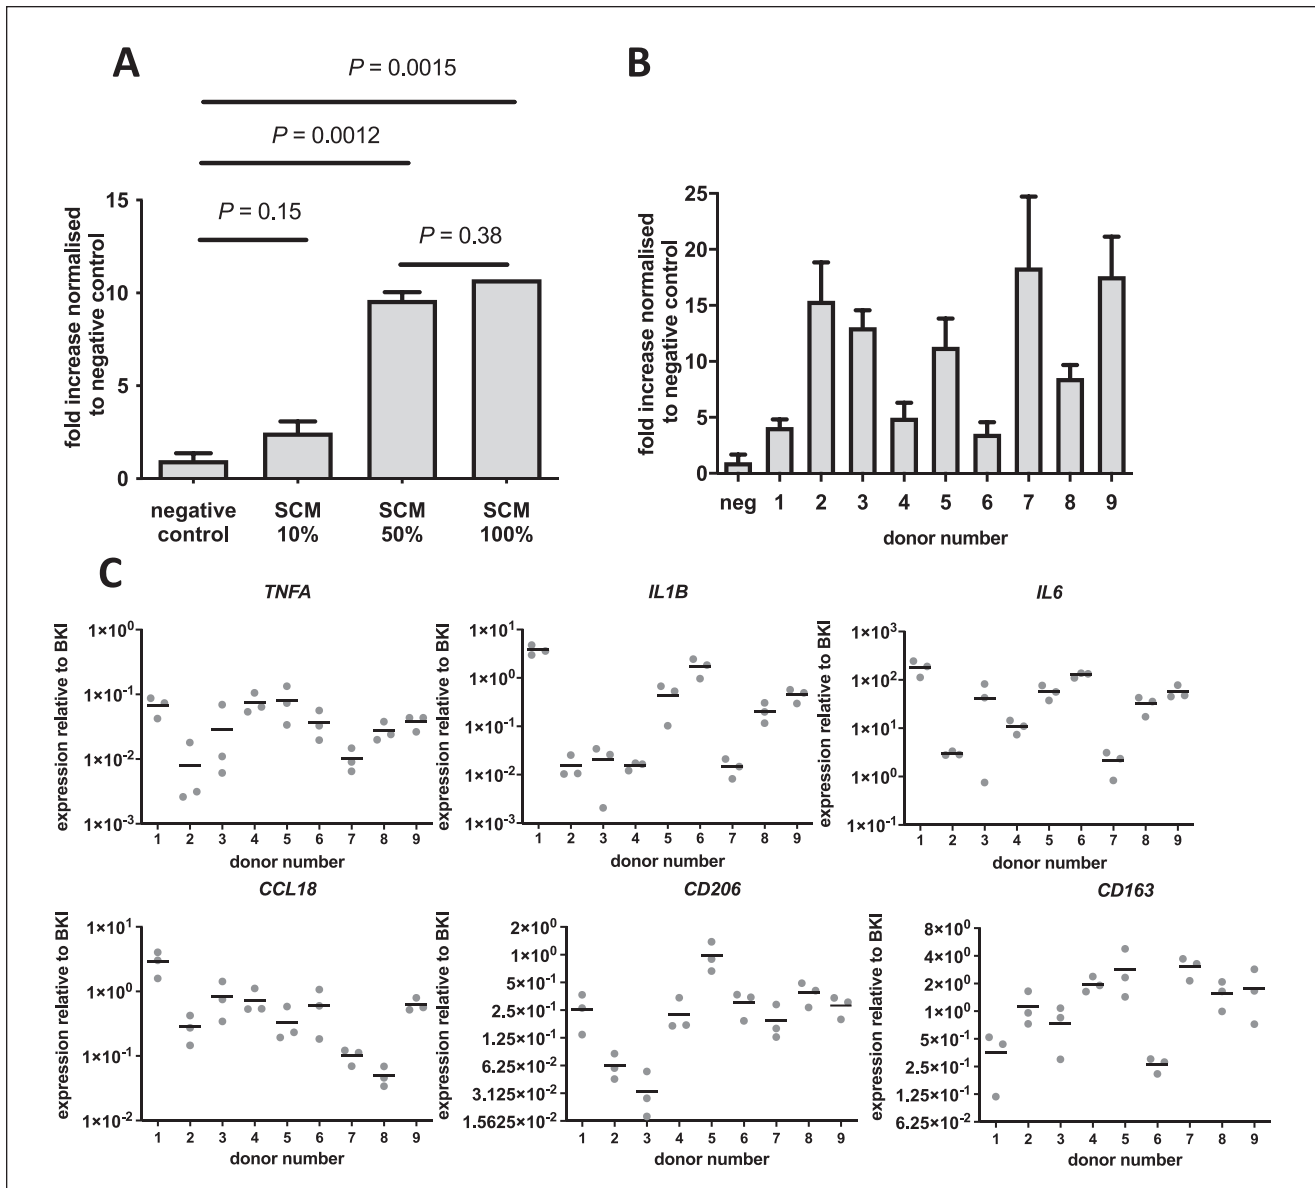 A
P = 0.0015
P = 0.0012
P = 0.15
P = 0.38
fold increase normalised
to negative control
15
10
5
0
negative
control
SCM
10%
SCM
50%
SCM
100%
B
fold increase normalised
to negative control
25
20
15
10
5
0
neg 1 2 3 4 5 6 7 8 9
donor number
C
TNFA
expression relative to BKI
1×10⁰
1×10⁻¹
1×10⁻²
1×10⁻³
1 2 3 4 5 6 7 8 9
donor number
IL1B
expression relative to BKI
1×10¹
1×10⁰
1×10⁻¹
1×10⁻²
1×10⁻³
1 2 3 4 5 6 7 8 9
donor number
IL6
expression relative to BKI
1×10³
1×10²
1×10¹
1×10⁰
1×10⁻¹
1 2 3 4 5 6 7 8 9
donor number
CCL18
expression relative to BKI
1×10¹
1×10⁰
1×10⁻¹
1×10⁻²
1 2 3 4 5 6 7 8 9
donor number
CD206
expression relative to BKI
2×10⁰
1×10⁰
5×10⁻¹
2.5×10⁻¹
1.25×10⁻¹
6.25×10⁻²
3.125×10⁻²
1.5625×10⁻²
1 2 3 4 5 6 7 8 9
donor number
CD163
expression relative to BKI
8×10⁰
4×10⁰
2×10⁰
1×10⁰
5×10⁻¹
2.5×10⁻¹
1.25×10⁻¹
6.25×10⁻²
1 2 3 4 5 6 7 8 9
donor number